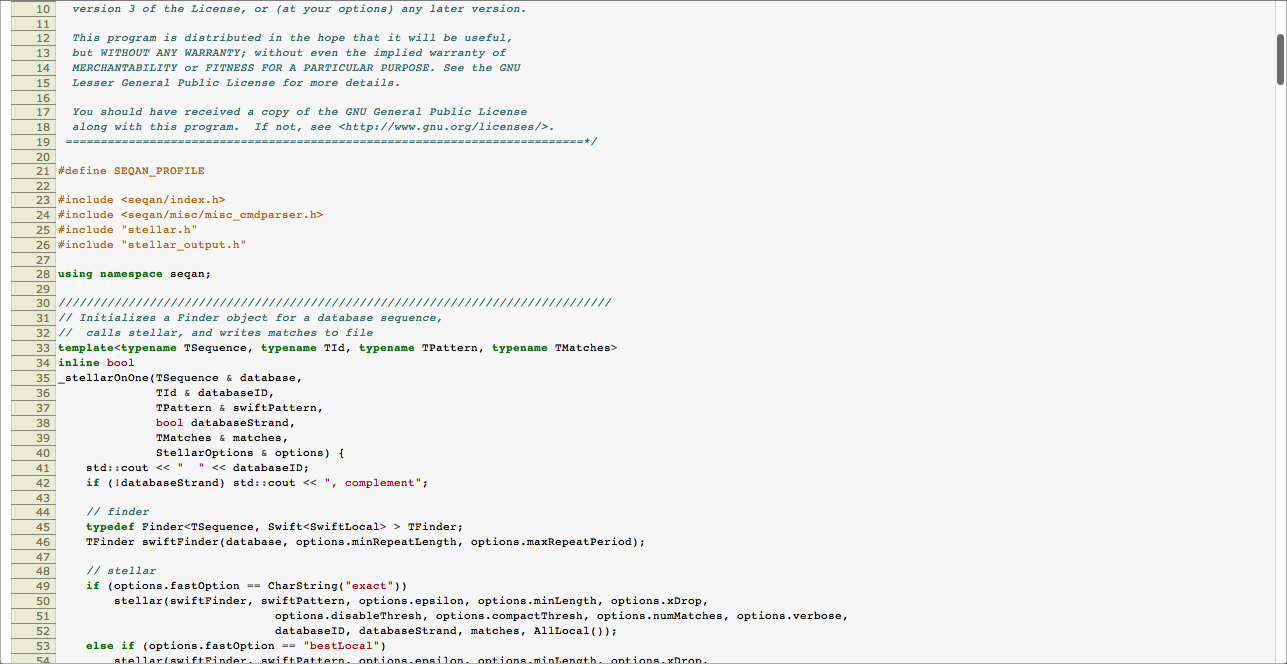 10 version 3 of the License, or (at your options) any later version.
11
12 This program is distributed in the hope that it will be useful,
13 but WITHOUT ANY WARRANTY; without even the implied warranty of
14 MERCHANTABILITY or FITNESS FOR A PARTICULAR PURPOSE. See the GNU
15 Lesser General Public License for more details.
16
17 You should have received a copy of the GNU General Public License
18 along with this program.  If not, see <http://www.gnu.org/licenses/>.
19 ==========================================================================*/
20
21 #define SEQAN_PROFILE
22
23 #include <seqan/index.h>
24 #include <seqan/misc/misc_cmdparser.h>
25 #include "stellar.h"
26 #include "stellar_output.h"
27
28 using namespace seqan;
29
30 ///////////////////////////////////////////////////////////////////////////////
31 // Initializes a Finder object for a database sequence,
32 //  calls stellar, and writes matches to file
33 template<typename TSequence, typename TId, typename TPattern, typename TMatches>
34 inline bool
35 _stellarOnOne(TSequence & database,
36               TId & databaseID,
37               TPattern & swiftPattern,
38               bool databaseStrand,
39               TMatches & matches,
40               StellarOptions & options) {
41     std::cout << "  " << databaseID;
42     if (!databaseStrand) std::cout << ", complement";
43
44     // finder
45     typedef Finder<TSequence, Swift<SwiftLocal> > TFinder;
46     TFinder swiftFinder(database, options.minRepeatLength, options.maxRepeatPeriod);
47
48     // stellar
49     if (options.fastOption == CharString("exact"))
50         stellar(swiftFinder, swiftPattern, options.epsilon, options.minLength, options.xDrop,
51                                options.disableThresh, options.compactThresh, options.numMatches, options.verbose,
52                                databaseID, databaseStrand, matches, AllLocal());
53     else if (options.fastOption == "bestLocal")
54         stellar(swiftFinder, swiftPattern, options.epsilon, options.minLength, options.xDrop,